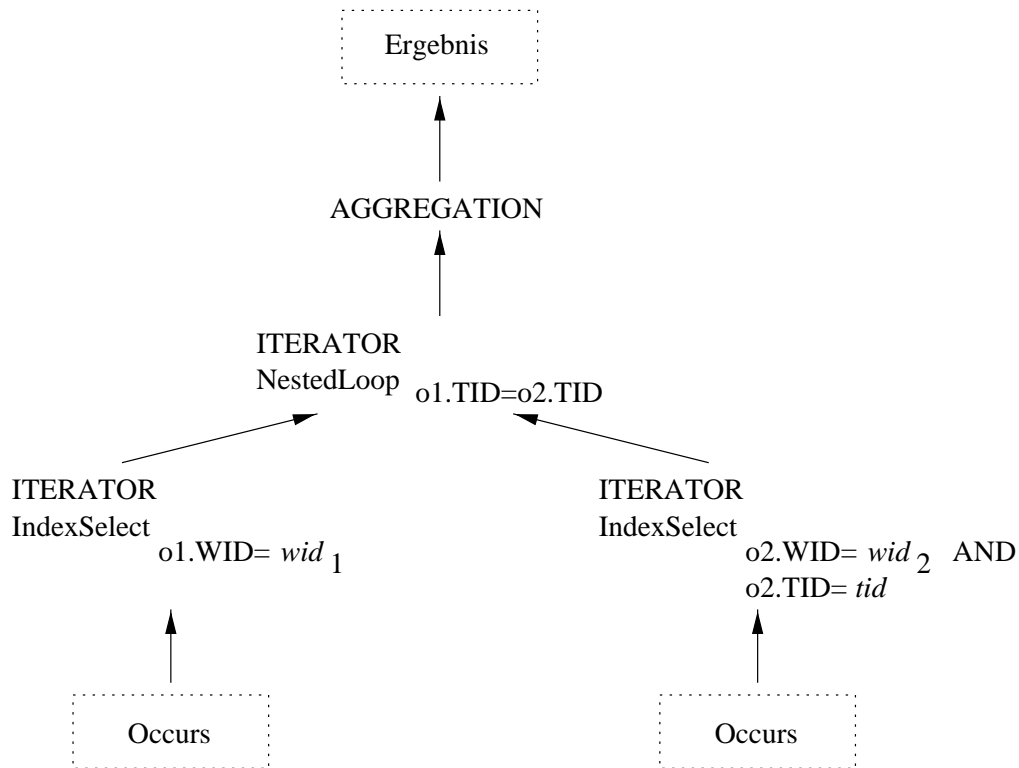 Ergebnis
AGGREGATION
ITERATOR
NestedLoop o1.TID=o2.TID
ITERATOR
IndexSelect o1.WID= wid 1
ITERATOR
IndexSelect o2.WID= wid 2 AND
o2.TID= tid
Occurs
Occurs